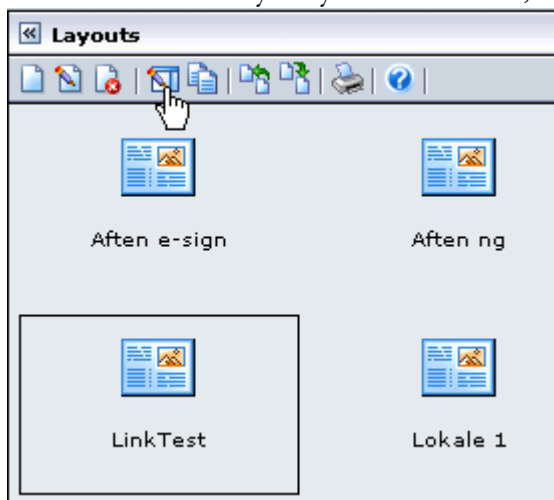 Layouts
Aften e-sign
Aften ng
LinkTest
Lokale 1